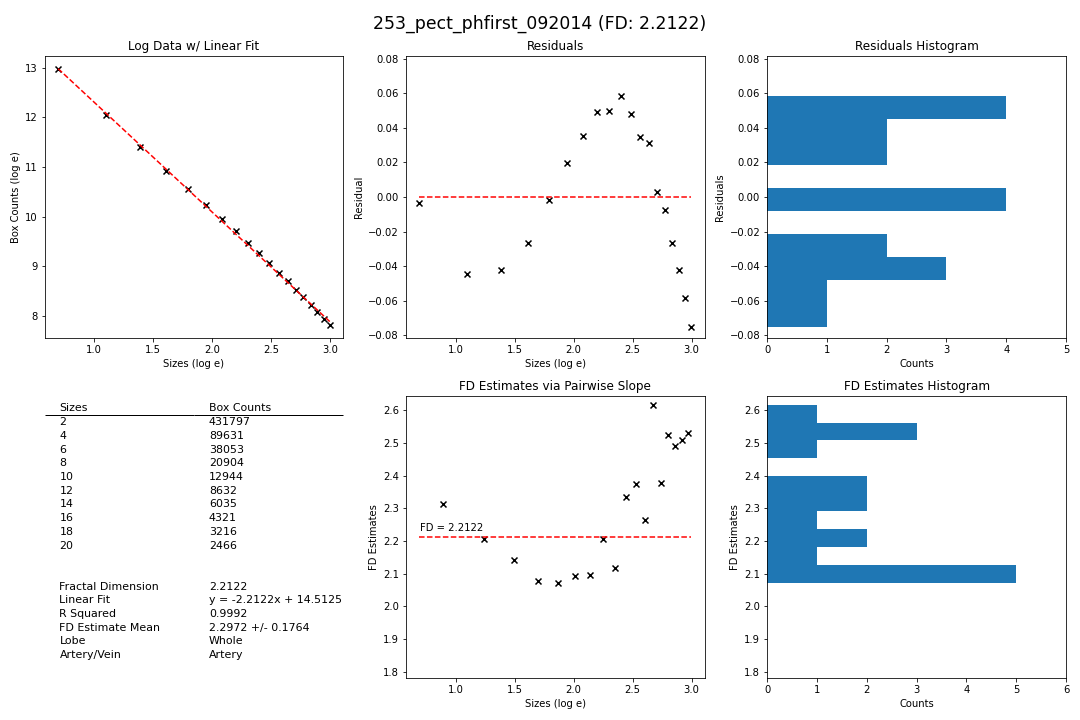 253_pect_phfirst_092014 (FD: 2.2122)
Log Data w/ Linear Fit
13
12
11
10
9
8
Box Counts (log e)
1.0 1.5 2.0 2.5 3.0
Sizes (log e)
Residuals
0.08
0.06
0.04
0.02
0.00
−0.02
−0.04
−0.06
−0.08
Residual
1.0 1.5 2.0 2.5 3.0
Sizes (log e)
Residuals Histogram
0.08
0.06
0.04
0.02
0.00
−0.02
−0.04
−0.06
−0.08
Residuals
0 1 2 3 4 5
Counts
Sizes Box Counts
2 431797
4 89631
6 38053
8 20904
10 12944
12 8632
14 6035
16 4321
18 3216
20 2466
Fractal Dimension 2.2122
Linear Fit y = -2.2122x + 14.5125
R Squared 0.9992
FD Estimate Mean 2.2972 +/- 0.1764
Lobe Whole
Artery/Vein Artery
FD Estimates via Pairwise Slope
2.6
2.5
2.4
2.3
2.2
2.1
2.0
1.9
1.8
FD Estimates
FD = 2.2122
1.0 1.5 2.0 2.5 3.0
Sizes (log e)
FD Estimates Histogram
2.6
2.5
2.4
2.3
2.2
2.1
2.0
1.9
1.8
FD Estimates
0 1 2 3 4 5 6
Counts